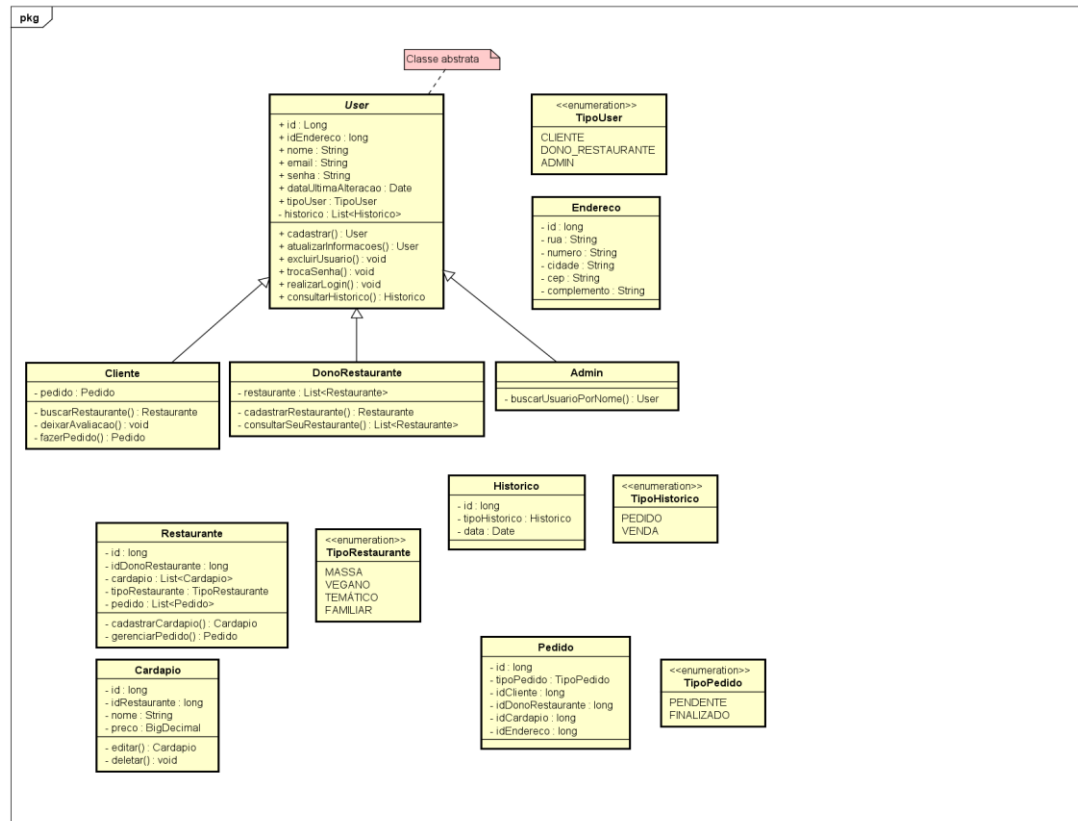 pkg
Classe abstrata
User
+ id : Long
+ idEndereco : long
+ nome : String
+ email : String
+ senha : String
+ dataUltimaAlteracao : Date
+ tipoUser : TipoUser
- historico : List<Historico>
+ cadastrar() : User
+ atualizarInformacoes() : User
+ excluirUsuario() : void
+ trocaSenha() : void
+ realizarLogin() : void
+ consultarHistorico() : Historico
<<enumeration>>
TipoUser
CLIENTE
DONO_RESTAURANTE
ADMIN
Endereco
- id : long
- rua : String
- numero : String
- cidade : String
- cep : String
- complemento : String
Cliente
- pedido : Pedido
- buscarRestaurante() : Restaurante
- deixarAvaliacao() : void
- fazerPedido() : Pedido
DonoRestaurante
- restaurante : List<Restaurante>
- cadastrarRestaurante() : Restaurante
- consultarSeuRestaurante() : List<Restaurante>
Admin
- buscarUsuarioPorNome() : User
Historico
- id : long
- tipoHistorico : Historico
- data : Date
<<enumeration>>
TipoHistorico
PEDIDO
VENDA
Restaurante
- id : long
- idDonoRestaurante : long
- cardapio : List<Cardapio>
- tipoRestaurante : TipoRestaurante
- pedido : List<Pedido>
- cadastrarCardapio() : Cardapio
- gerenciarPedido() : Pedido
<<enumeration>>
TipoRestaurante
MASSA
VEGANO
TEMÁTICO
FAMILIAR
Cardapio
- id : long
- idRestaurante : long
- nome : String
- preco : BigDecimal
- editar() : Cardapio
- deletar() : void
Pedido
- id : long
- tipoPedido : TipoPedido
- idCliente : long
- idDonoRestaurante : long
- idCardapio : long
- idEndereco : long
<<enumeration>>
TipoPedido
PENDENTE
FINALIZADO